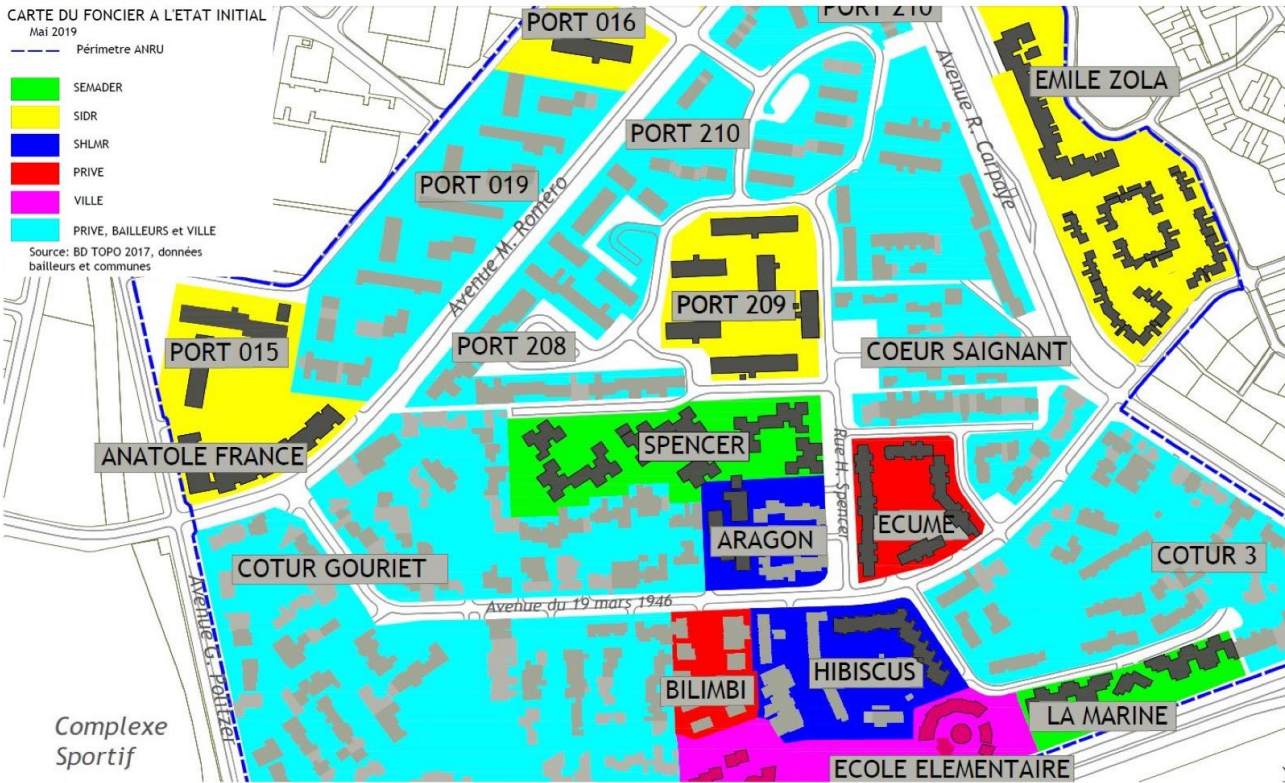 CARTE DU FONCIER A L'ETAT INITIAL
Mai 2019
Périmetre ANRU
SEMADER
SIDR
SHLMR
PRIVE
VILLE
PRIVE, BAILLEURS et VILLE
Source: BD TOPO 2017, données
bailleurs et communes
PORT 016
PORT 210
Avenue R. Carpaye
EMILE ZOLA
PORT 210
PORT 019
Avenue M. Roméro
PORT 209
PORT 015
PORT 208
COEUR SAIGNANT
ANATOLE FRANCE
SPENCER
Rue H. Spencer
ECUME
ARAGON
COTUR GOURIET
COTUR 3
Avenue du 19 mars 1946
Avenue G. Pontzer
BILIMBI
HIBISCUS
LA MARINE
Complexe
Sportif
ECOLE ELEMENTAIRE